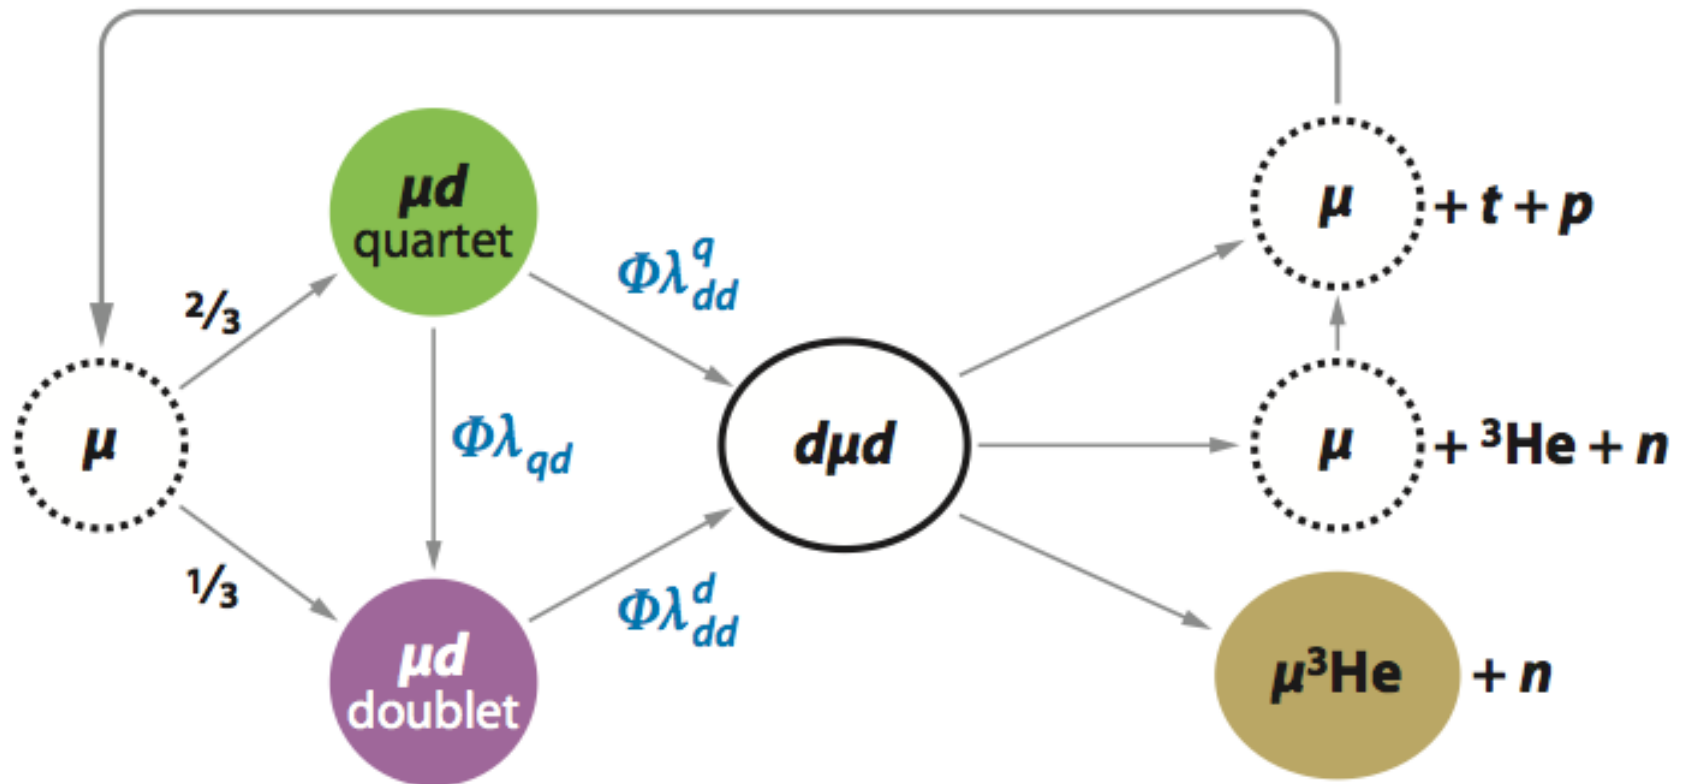 μd
quartet
Φλ^q_dd
μ + t + p
2/3
μ
Φλ_qd
dμd
μ + ³He + n
1/3
Φλ^d_dd
μd
doublet
μ³He + n